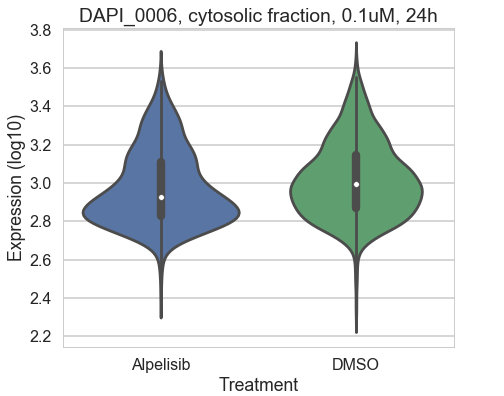 DAPI_0006, cytosolic fraction, 0.1uM, 24h
3.8
3.6
3.4
3.2
3.0
2.8
2.6
2.4
2.2
Expression (log10)
Alpelisib
DMSO
Treatment